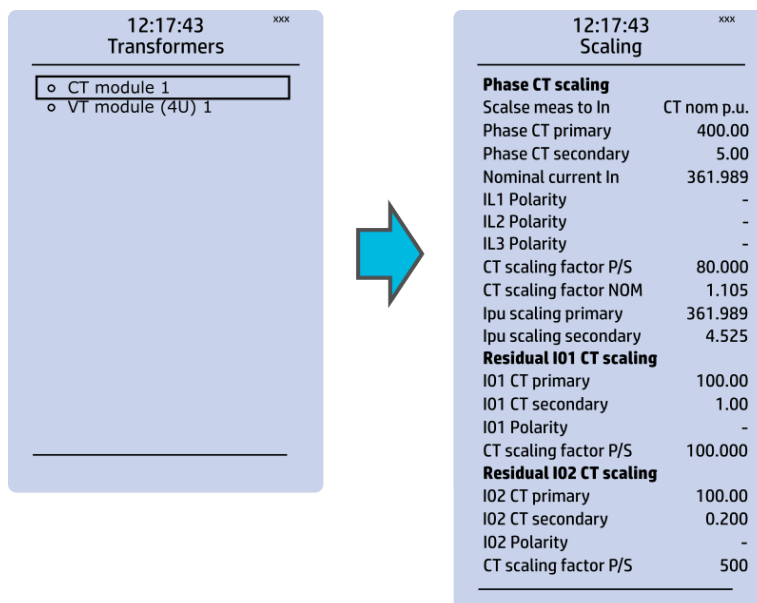 12:17:43 xxx
Transformers
CT module 1
VT module (4U) 1
12:17:43 xxx
Scaling
Phase CT scaling
Scalse meas to In CT nom p.u.
Phase CT primary 400.00
Phase CT secondary 5.00
Nominal current In 361.989
IL1 Polarity -
IL2 Polarity -
IL3 Polarity -
CT scaling factor P/S 80.000
CT scaling factor NOM 1.105
Ipu scaling primary 361.989
Ipu scaling secondary 4.525
Residual I01 CT scaling
I01 CT primary 100.00
I01 CT secondary 1.00
I01 Polarity -
CT scaling factor P/S 100.000
Residual I02 CT scaling
I02 CT primary 100.00
I02 CT secondary 0.200
I02 Polarity -
CT scaling factor P/S 500